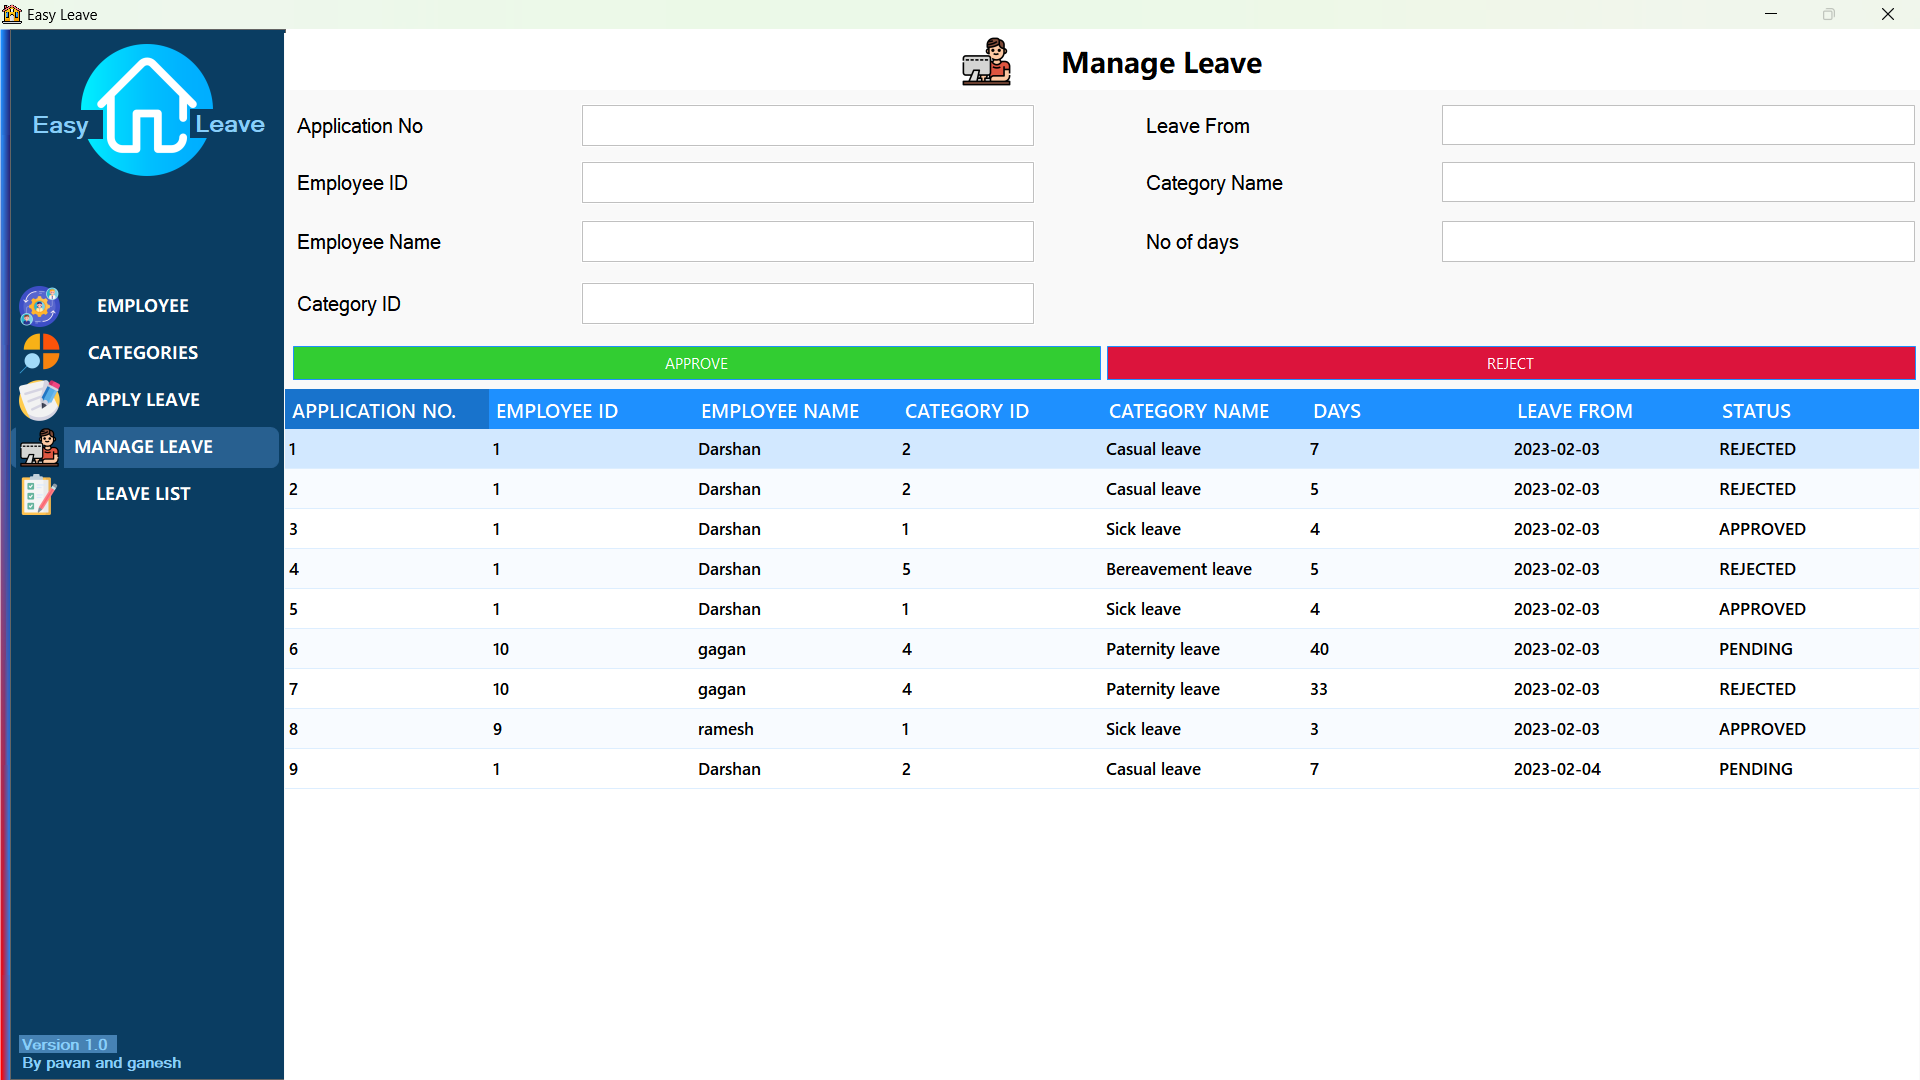 Easy Leave
Easy Leave
Manage Leave
Application No
Leave From
Employee ID
Category Name
Employee Name
No of days
Category ID
APPROVE REJECT
EMPLOYEE
CATEGORIES
APPLY LEAVE
MANAGE LEAVE
LEAVE LIST
APPLICATION NO. EMPLOYEE ID EMPLOYEE NAME CATEGORY ID CATEGORY NAME DAYS LEAVE FROM STATUS
1 1 Darshan 2 Casual leave 7 2023-02-03 REJECTED
2 1 Darshan 2 Casual leave 5 2023-02-03 REJECTED
3 1 Darshan 1 Sick leave 4 2023-02-03 APPROVED
4 1 Darshan 5 Bereavement leave 5 2023-02-03 REJECTED
5 1 Darshan 1 Sick leave 4 2023-02-03 APPROVED
6 10 gagan 4 Paternity leave 40 2023-02-03 PENDING
7 10 gagan 4 Paternity leave 33 2023-02-03 REJECTED
8 9 ramesh 1 Sick leave 3 2023-02-03 APPROVED
9 1 Darshan 2 Casual leave 7 2023-02-04 PENDING
Version 1.0
By pavan and ganesh